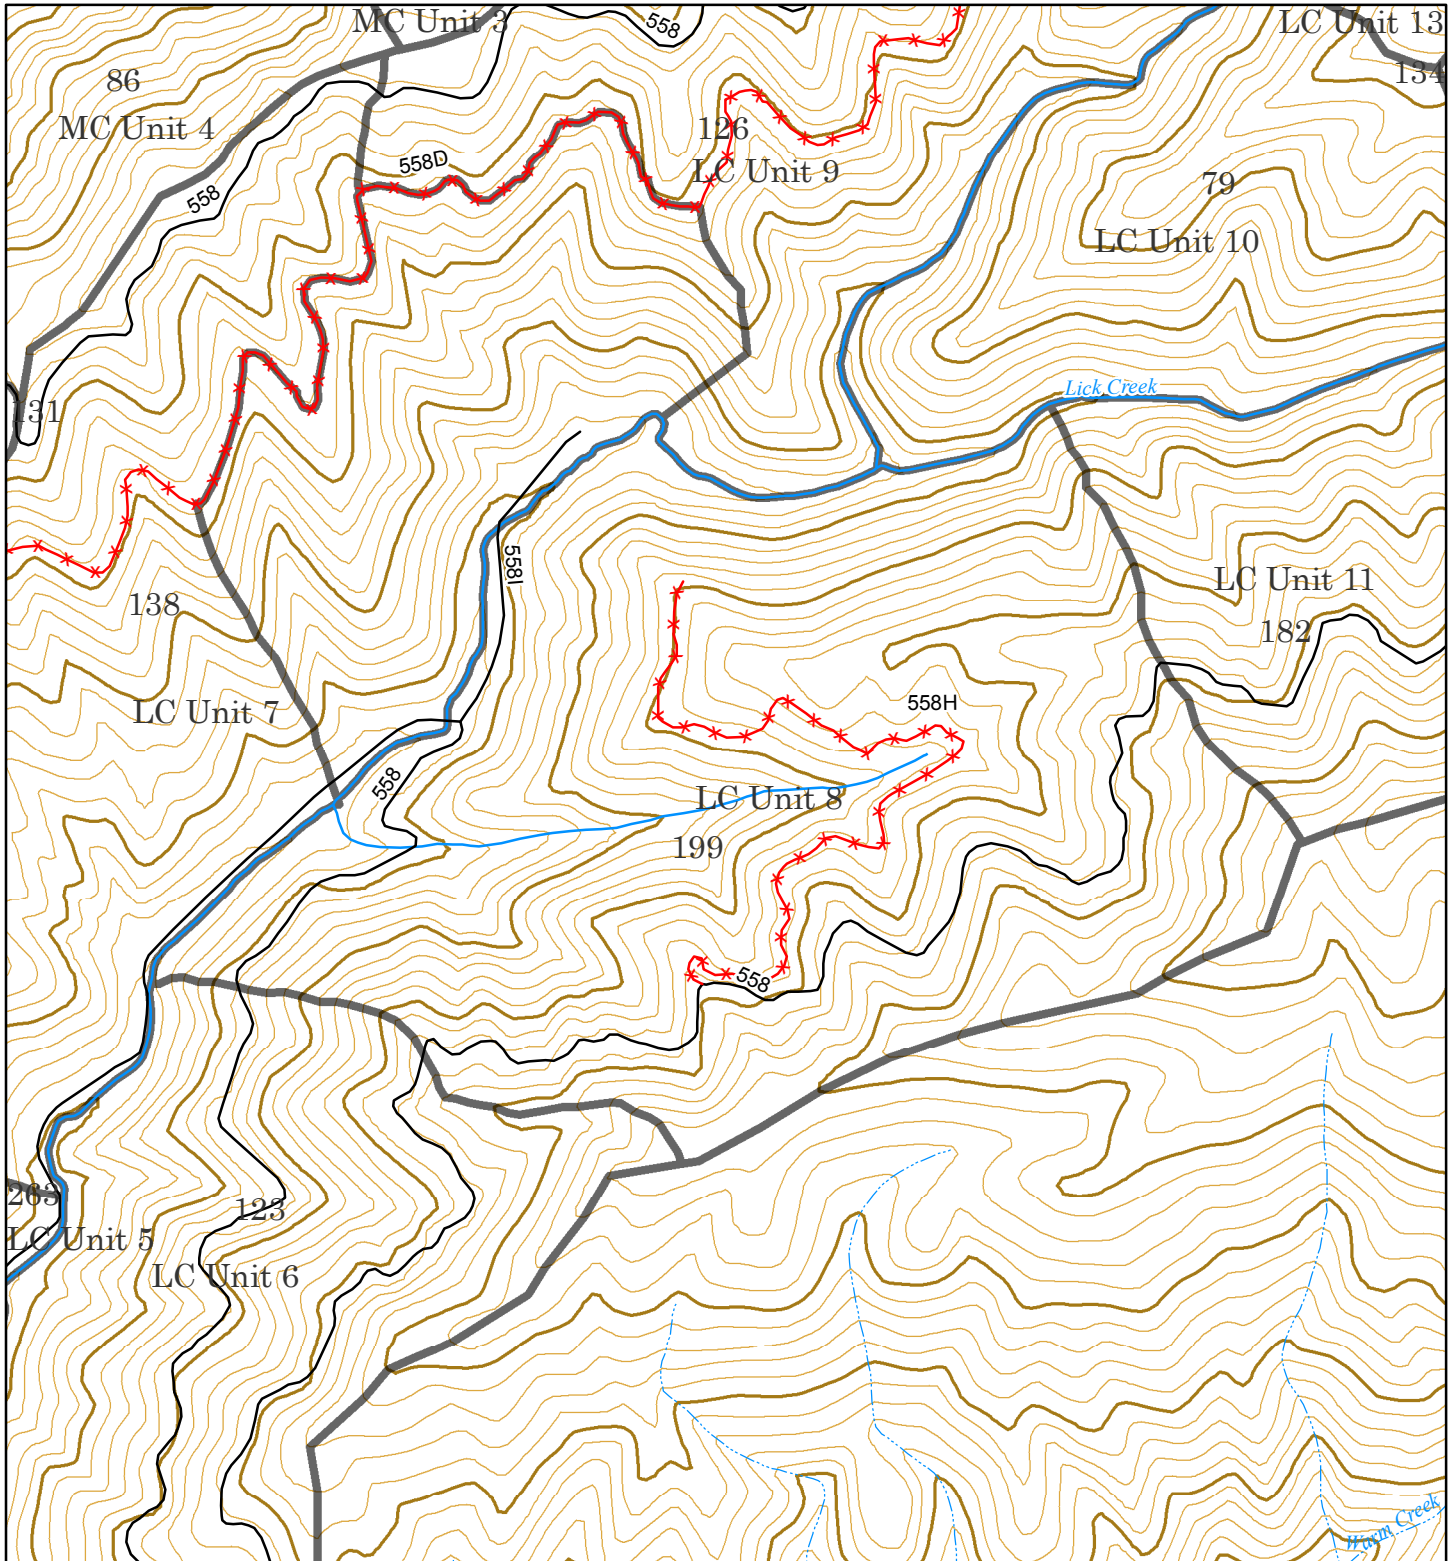 MC Unit 3
558
LC Unit 13
134
86
MC Unit 4
126
LC Unit 9
558D
79
558
LC Unit 10
Lick Creek
131
558I
LC Unit 11
182
138
LC Unit 7
558H
558
LC Unit 8
199
558
263
123
LC Unit 5
LC Unit 6
Warm Creek